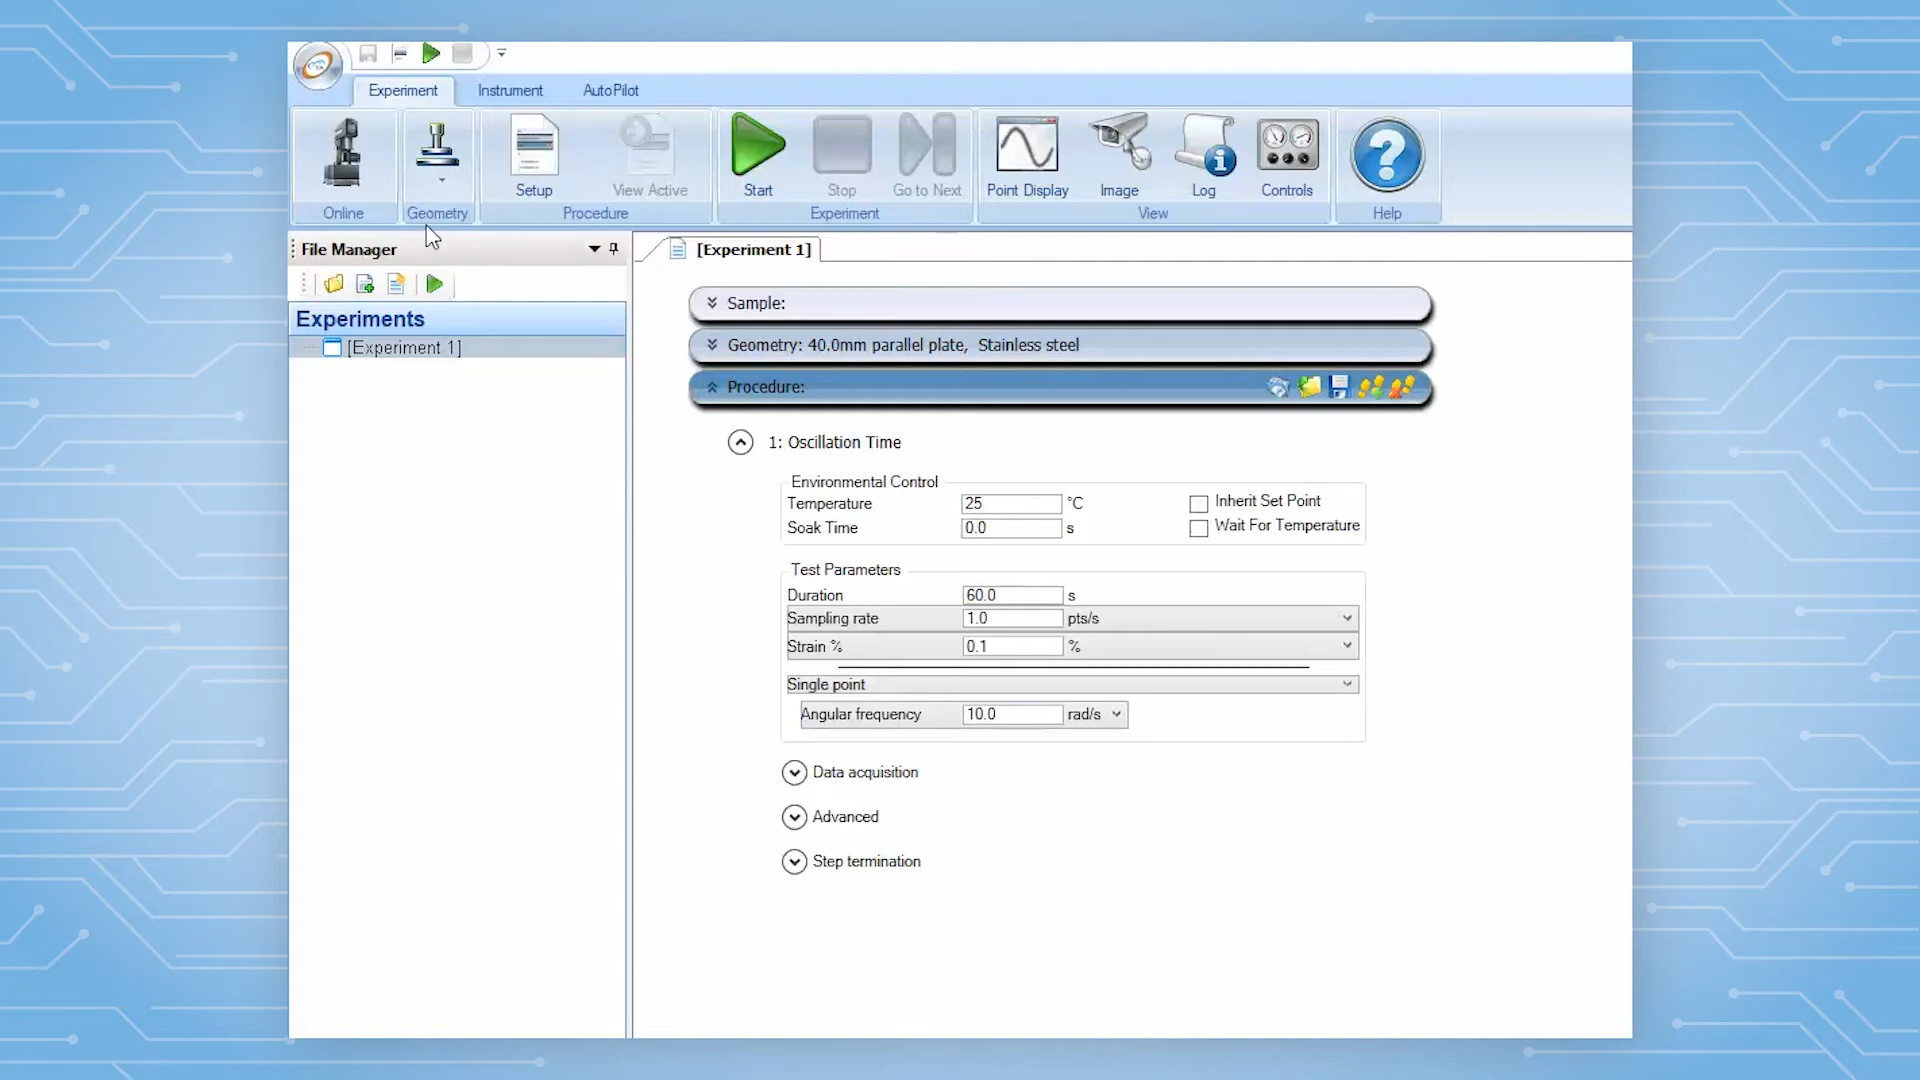 Experiment Instrument AutoPilot
Setup View Active Start Stop Go to Next Point Display Image Log Controls
Online Geometry Procedure Experiment View Help
File Manager
[Experiment 1]
Experiments
[Experiment 1]
Sample:
Geometry: 40.0mm parallel plate, Stainless steel
Procedure:
1: Oscillation Time
Environmental Control
Temperature 25 °C Inherit Set Point
Soak Time 0.0 s Wait For Temperature
Test Parameters
Duration 60.0 s
Sampling rate 1.0 pts/s
Strain % 0.1 %
Single point
Angular frequency 10.0 rad/s
Data acquisition
Advanced
Step termination